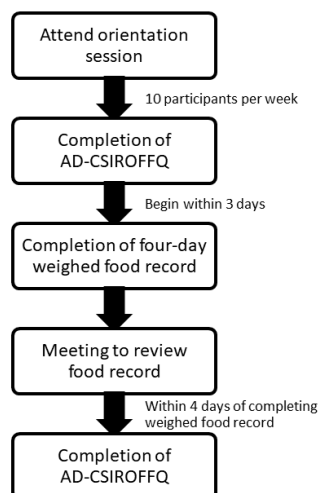 Attend orientation
session
10 participants per week
Completion of
AD-CSIROFFQ
Begin within 3 days
Completion of four-day
weighed food record
Meeting to review
food record
Within 4 days of completing
weighed food record
Completion of
AD-CSIROFFQ